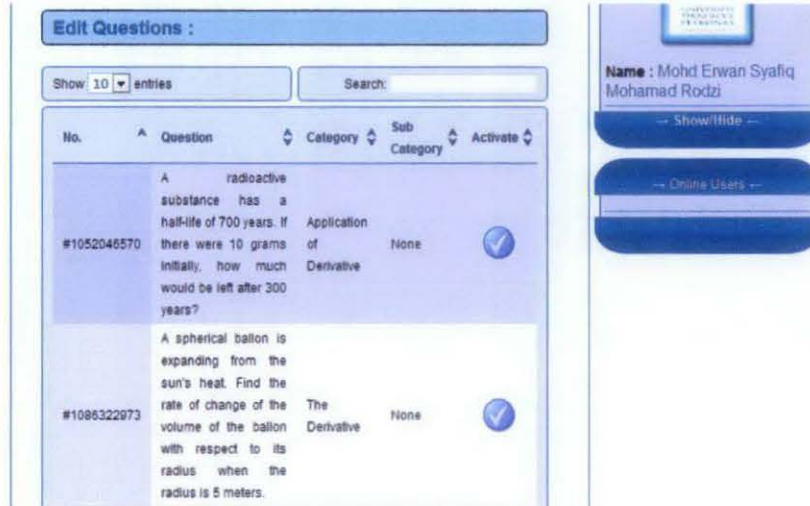 Edit Questions :
Show 10 entries
Search:
No.
Question
Category
Sub
Category
Activate
#1052046570
A radioactive
substance has a
half-life of 700 years. If
there were 10 grams
initially, how much
would be left after 300
years?
Application
of
Derivative
None
#1086322973
A spherical ballon is
expanding from the
sun's heat. Find the
rate of change of the
volume of the ballon
with respect to its
radius when the
radius is 5 meters.
The
Derivative
None
UNIVERSITI
TEKNOLOGI
PETRONAS
Name : Mohd Erwan Syafiq
Mohamad Rodzi
-- Show/Hide --
-- Online Users --